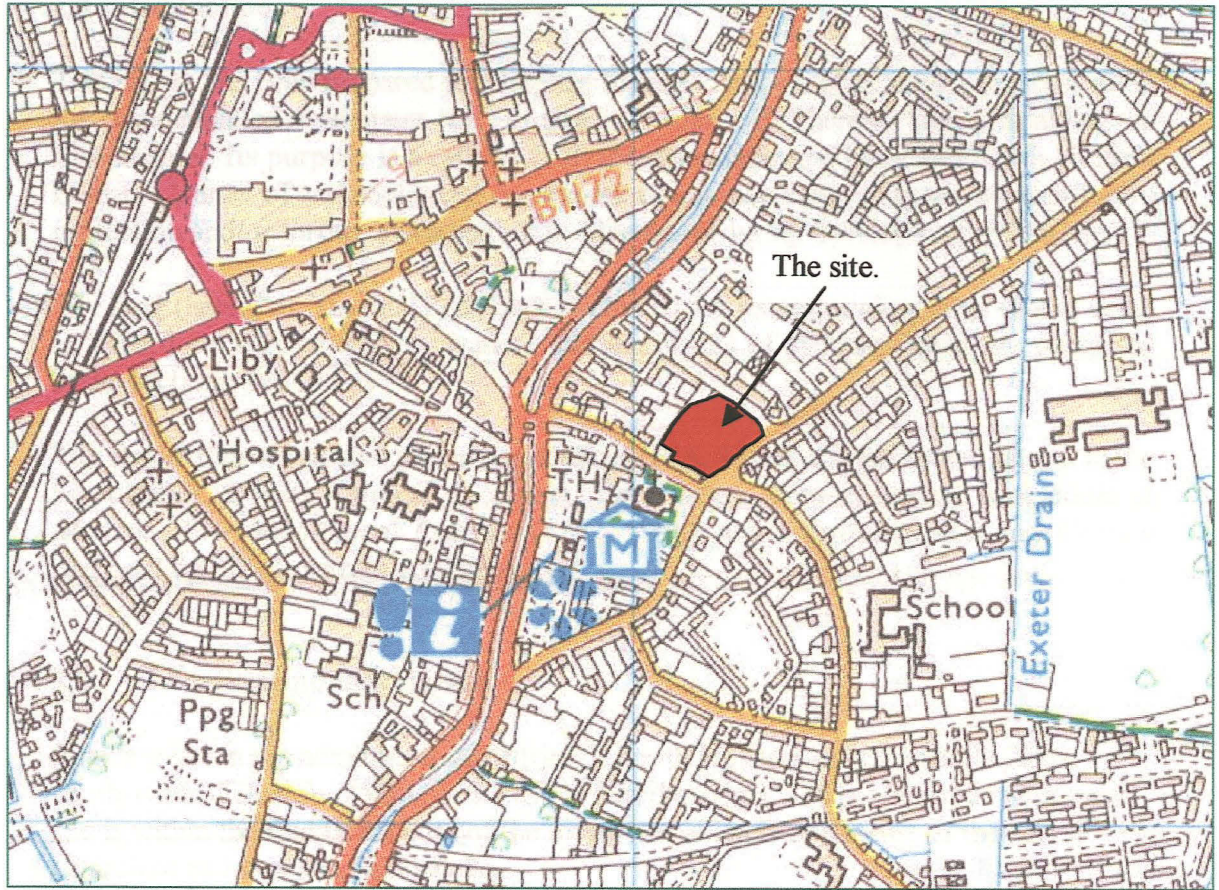 B1172
The site.
Liby
Hospital
TH
M
i
School
Exeter Drain
Sch
Ppg
Sta